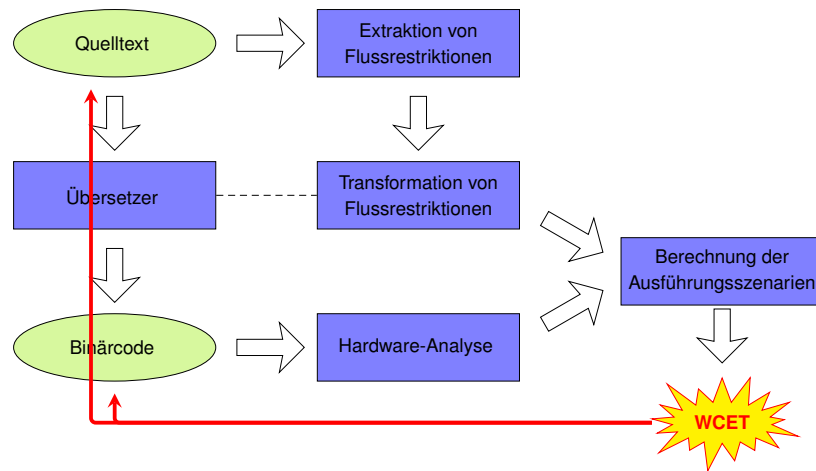 Quelltext
Extraktion von
Flussrestriktionen
Übersetzer
Transformation von
Flussrestriktionen
Berechnung der
Ausführungsszenarien
Binärcode
Hardware-Analyse
WCET